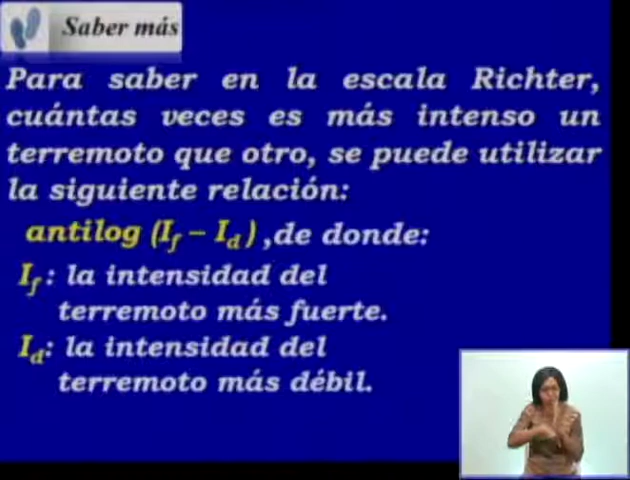 Saber más
Para saber en la escala Richter,
cuántas veces es más intenso un
terremoto que otro, se puede utilizar
la siguiente relación:
antilog (If – Id) ,de donde:
If : la intensidad del
terremoto más fuerte.
Id: la intensidad del
terremoto más débil.